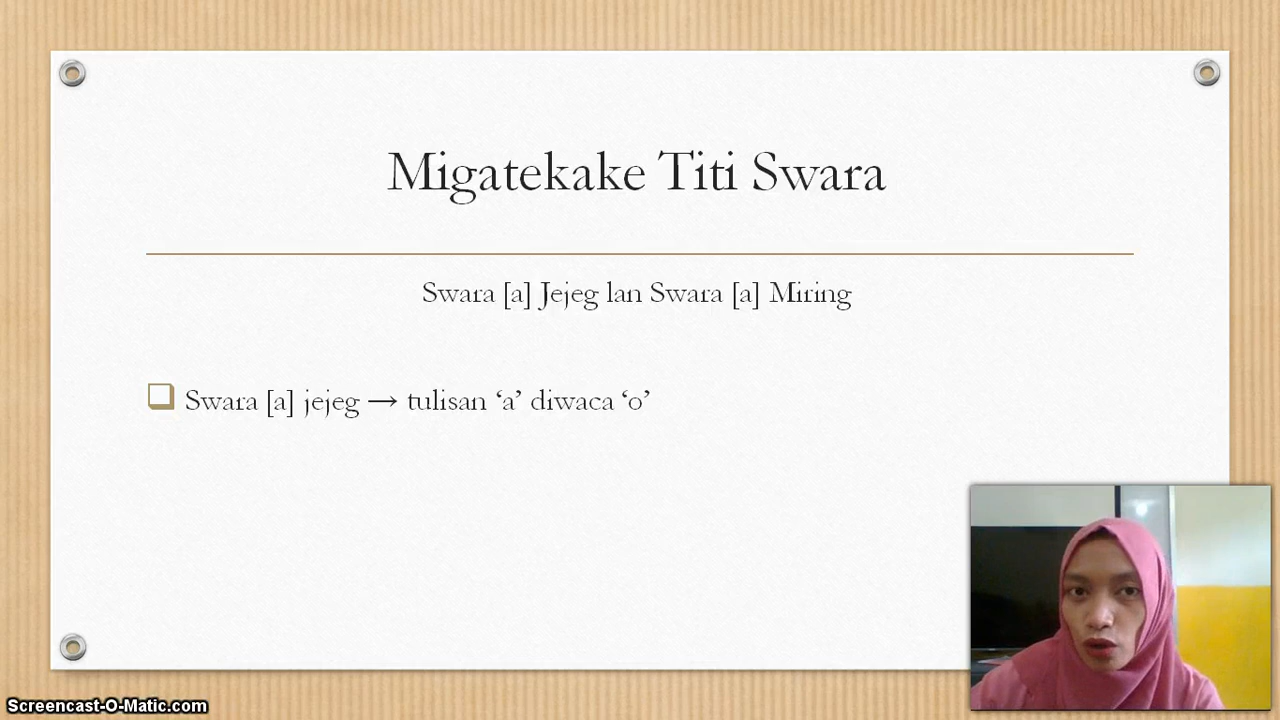 Migatekake Titi Swara
Swara [a] Jejeg lan Swara [a] Miring
Swara [a] jejeg → tulisan ‘a’ diwaca ‘o’
Screencast-O-Matic.com